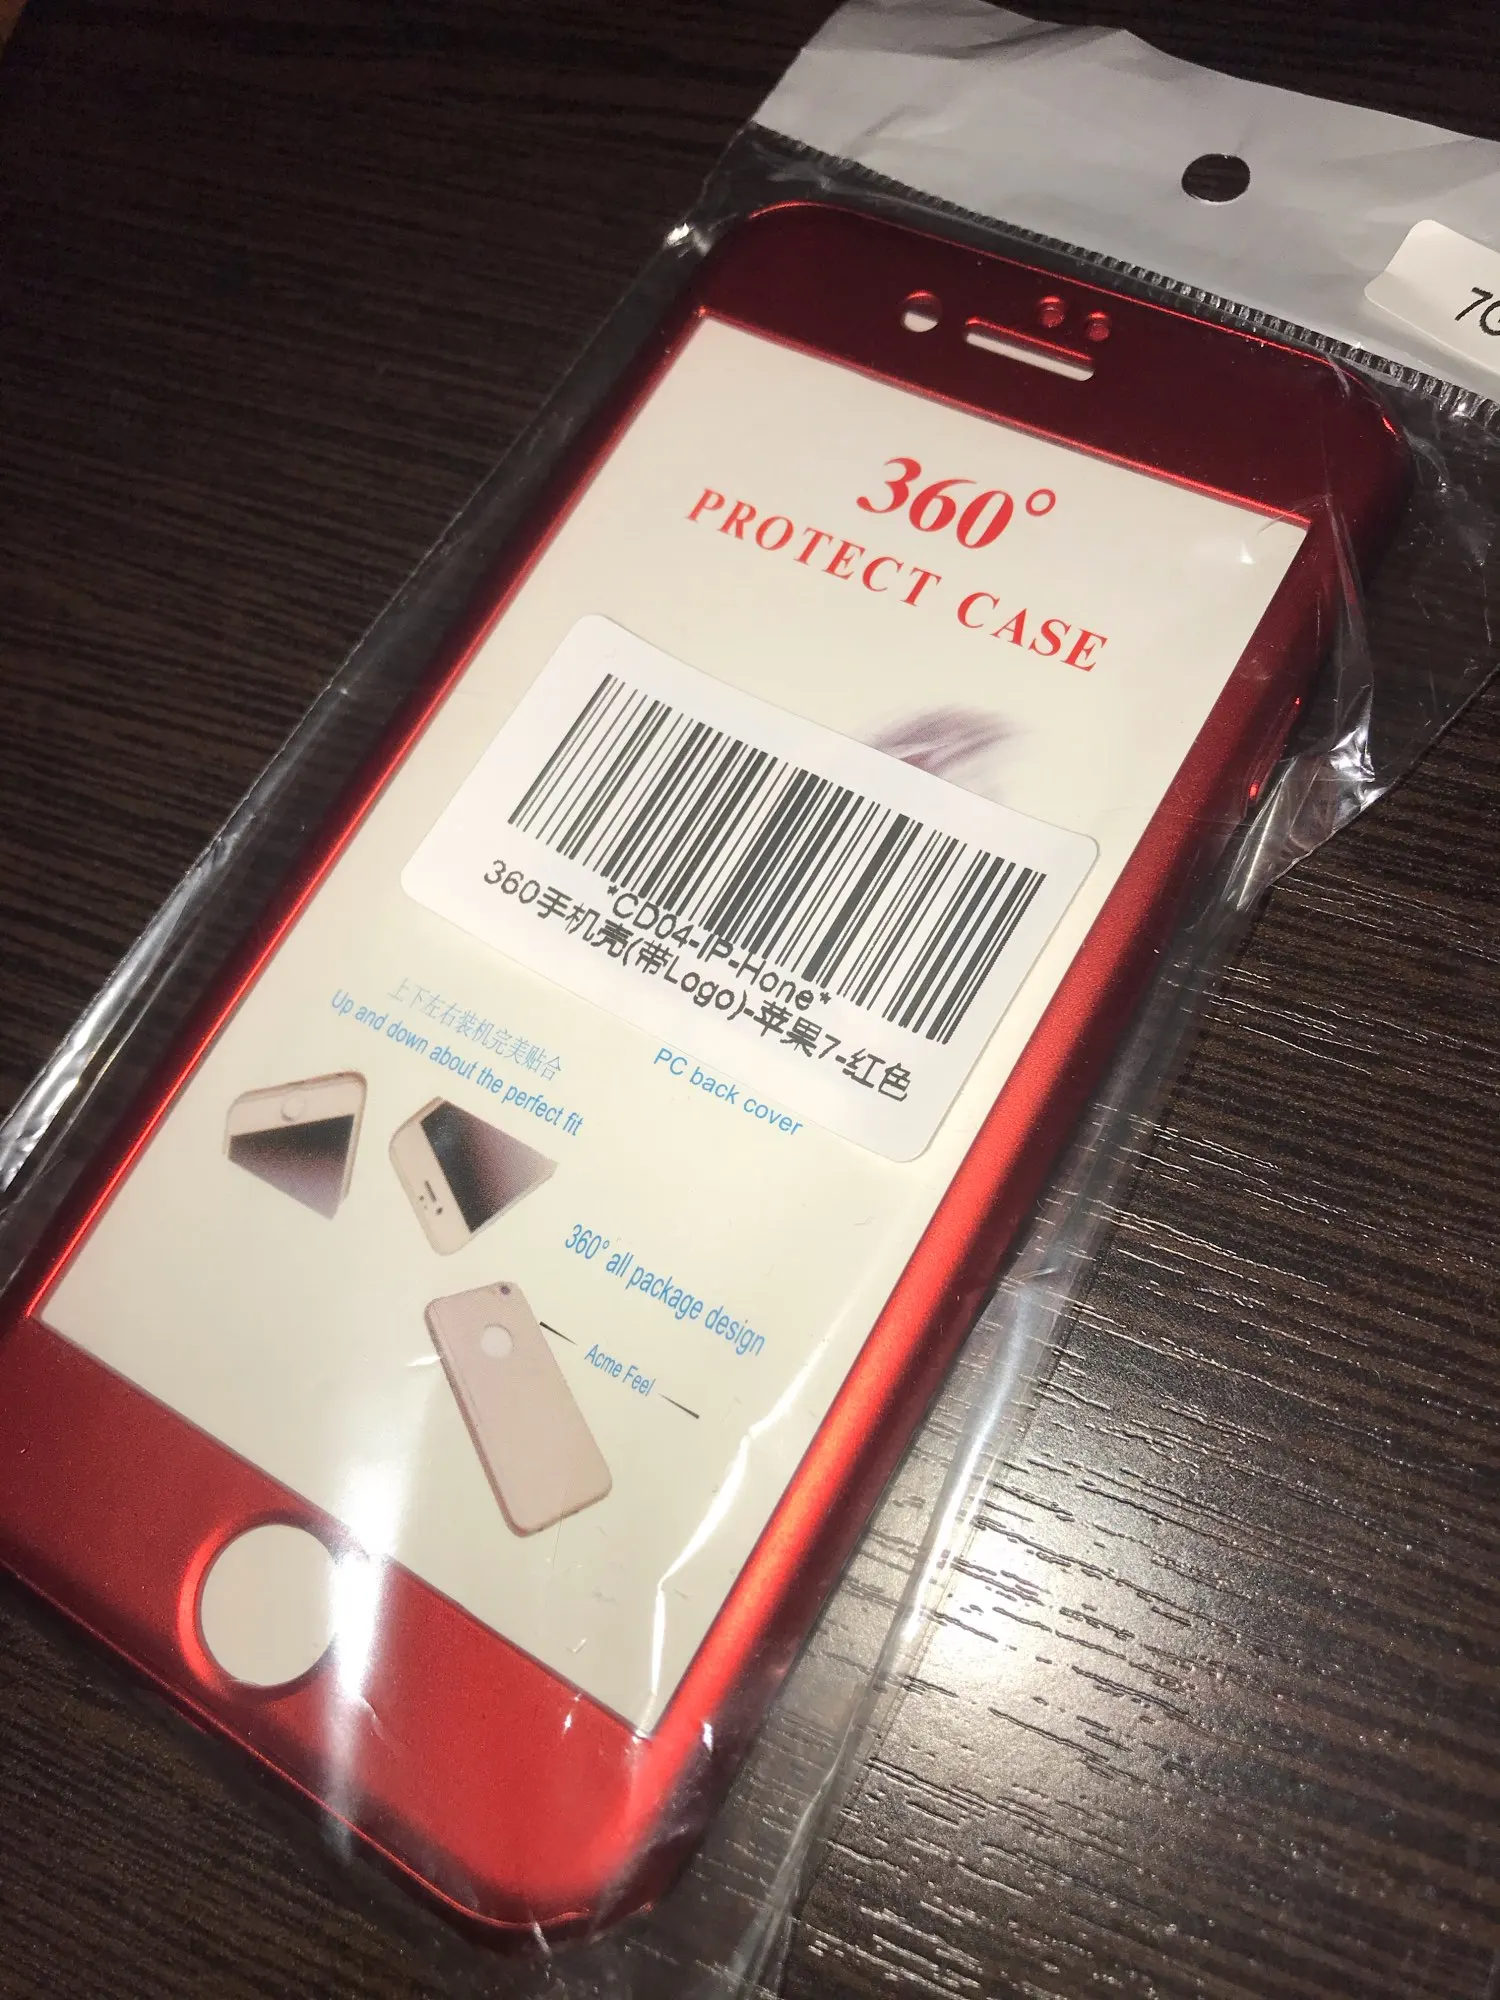 360°
PROTECT CASE
*CD04-IP-Hone*
360手机壳(带Logo)-苹果7-红色
上下左右装机完美贴合
Up and down about the perfect fit
PC back cover
360° all package design
Acme Feel